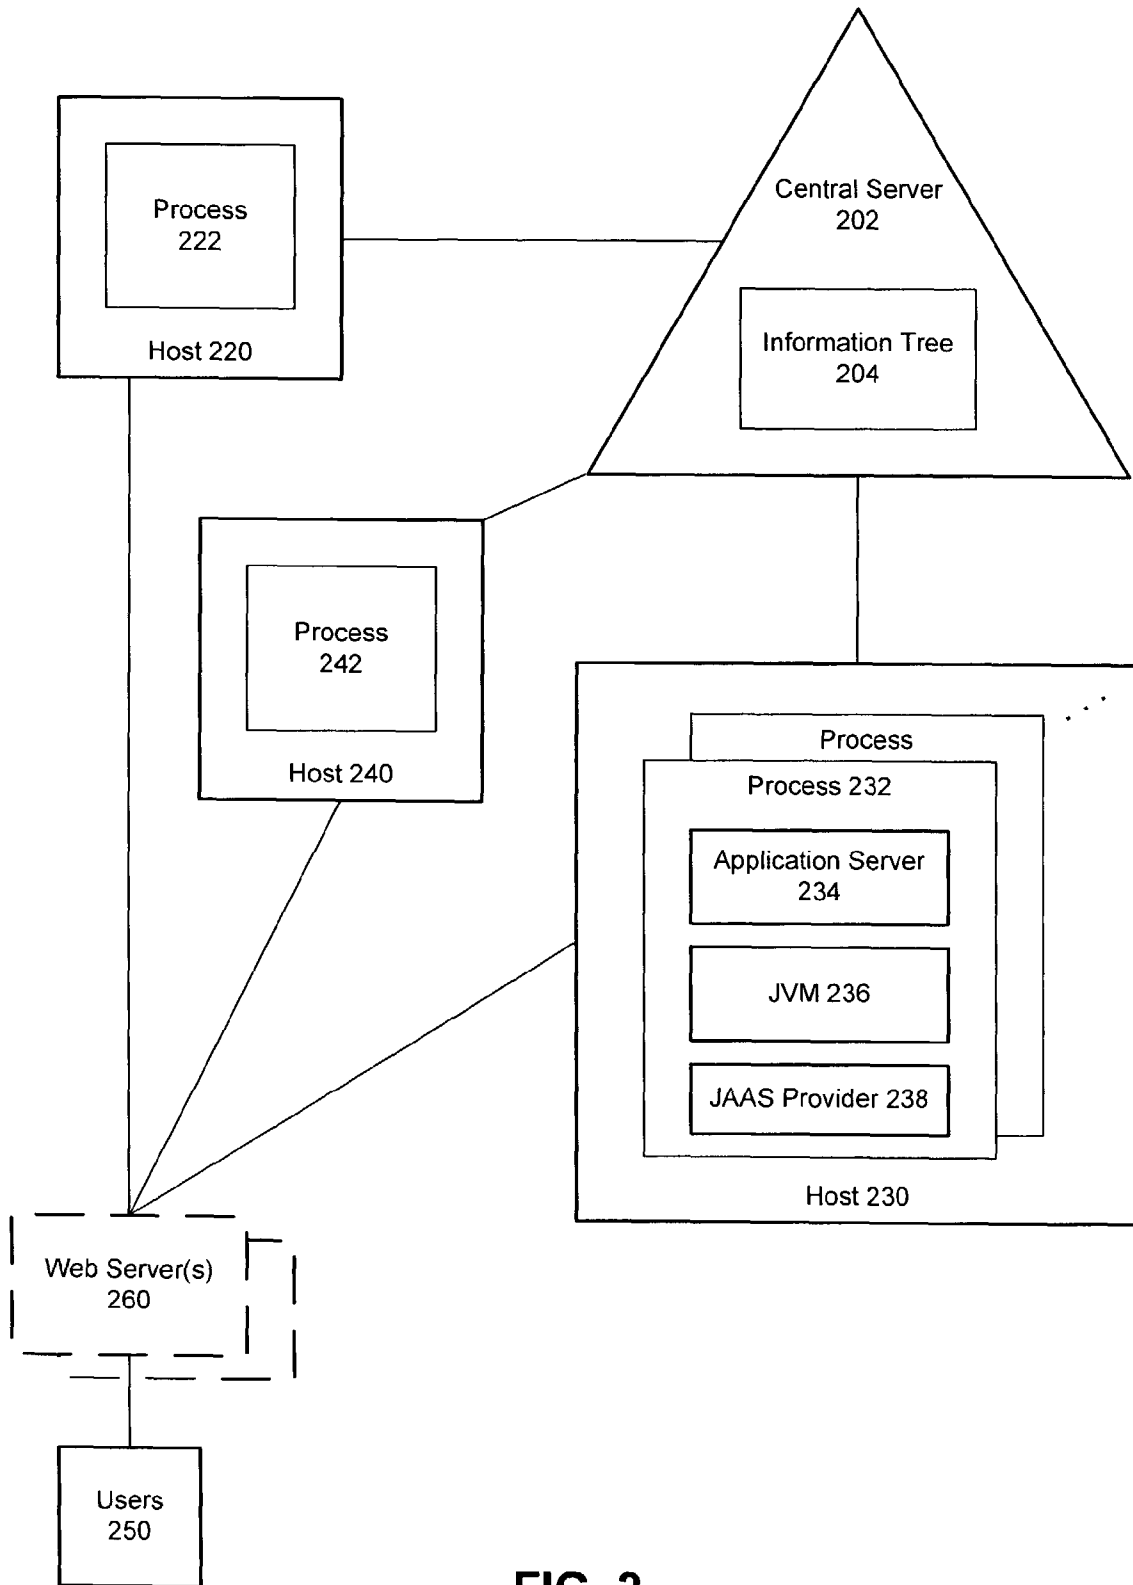 Central Server
202
Process
222
Information Tree
204
Host 220
Process
242
Host 240
Process
Process 232
Application Server
234
JVM 236
JAAS Provider 238
Host 230
Web Server(s)
260
Users
250
FIG.